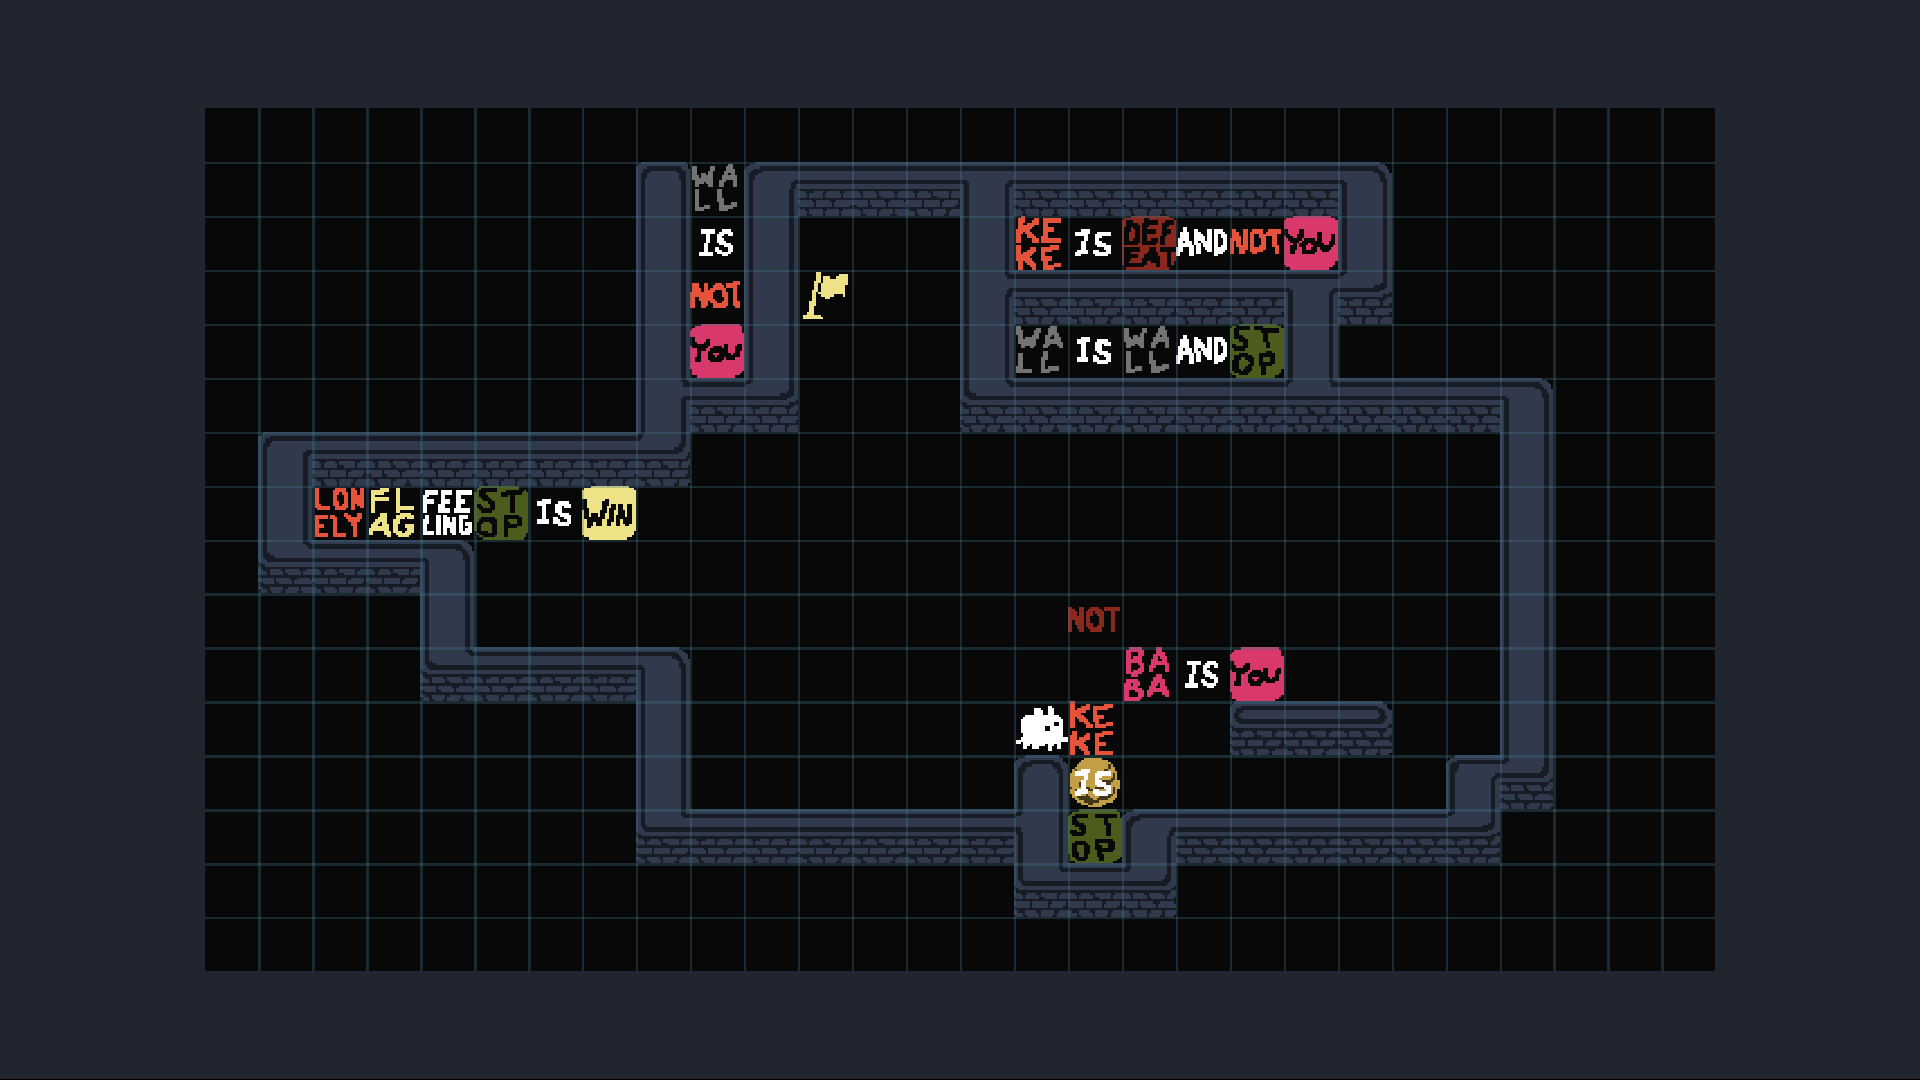 WALL
IS
KEKE IS DEFEAT AND NOT YOU
NOT
YOU
WALL IS WALL AND STOP
LONELY FLAG FEELING STOP IS WIN
NOT
BABA IS YOU
KEKE
IS
STOP